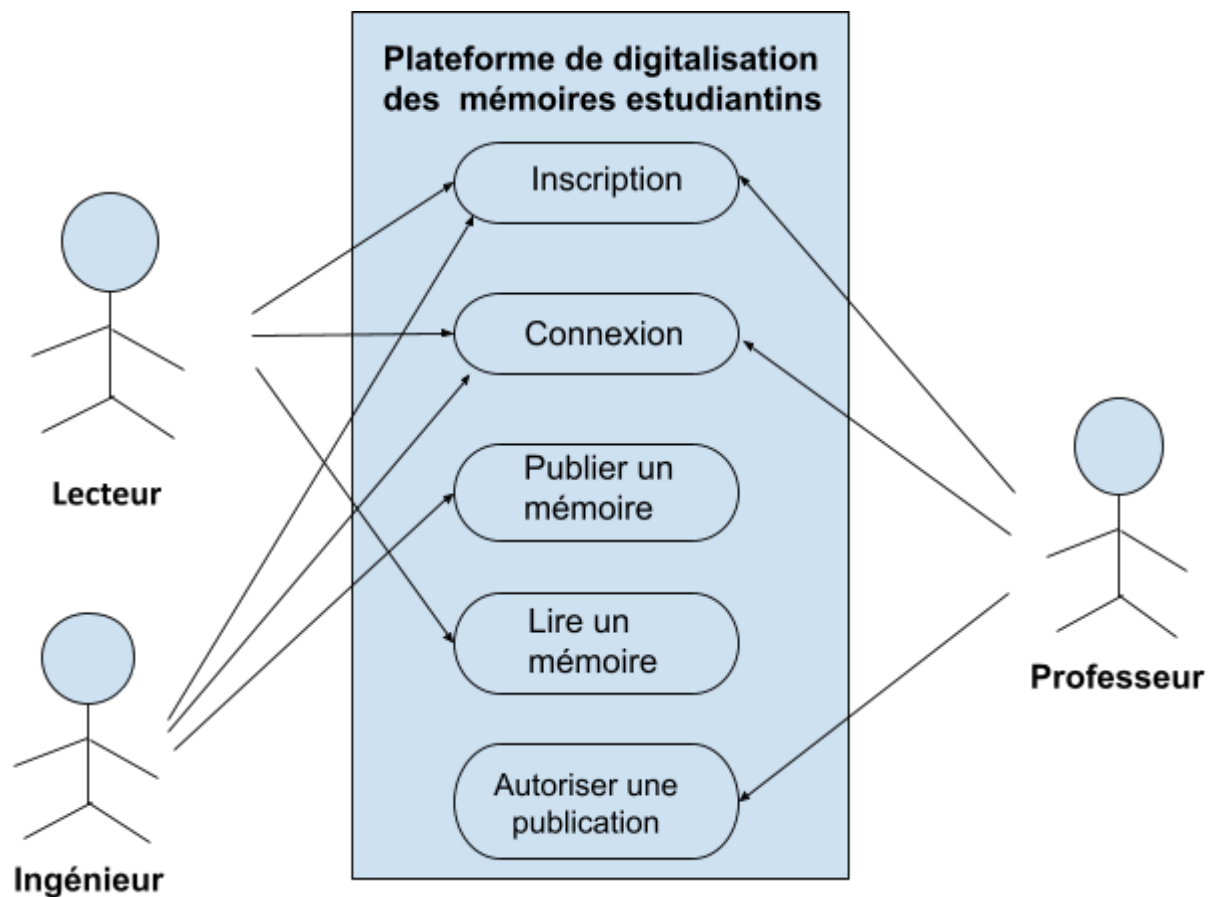 Plateforme de digitalisation
des mémoires estudiantins
Inscription
Connexion
Publier un
mémoire
Lire un
mémoire
Autoriser une
publication
Lecteur
Ingénieur
Professeur